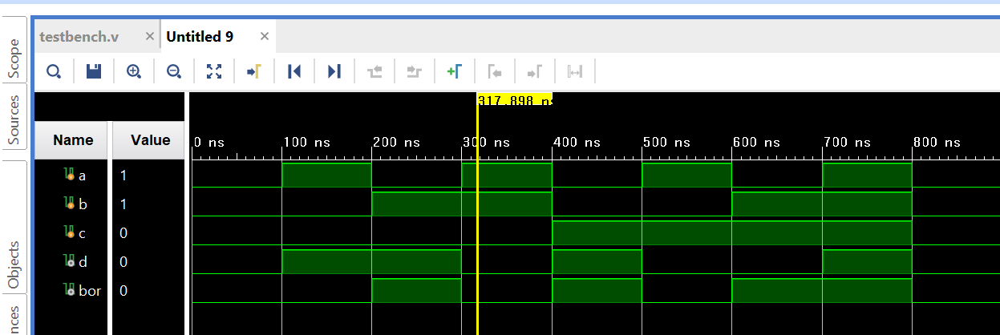 Scope
Sources
Objects
testbench.v
Untitled 9
317.898 ns
Name Value
0 ns 100 ns 200 ns 300 ns 400 ns 500 ns 600 ns 700 ns 800 ns
a 1
b 1
c 0
d 0
bor 0